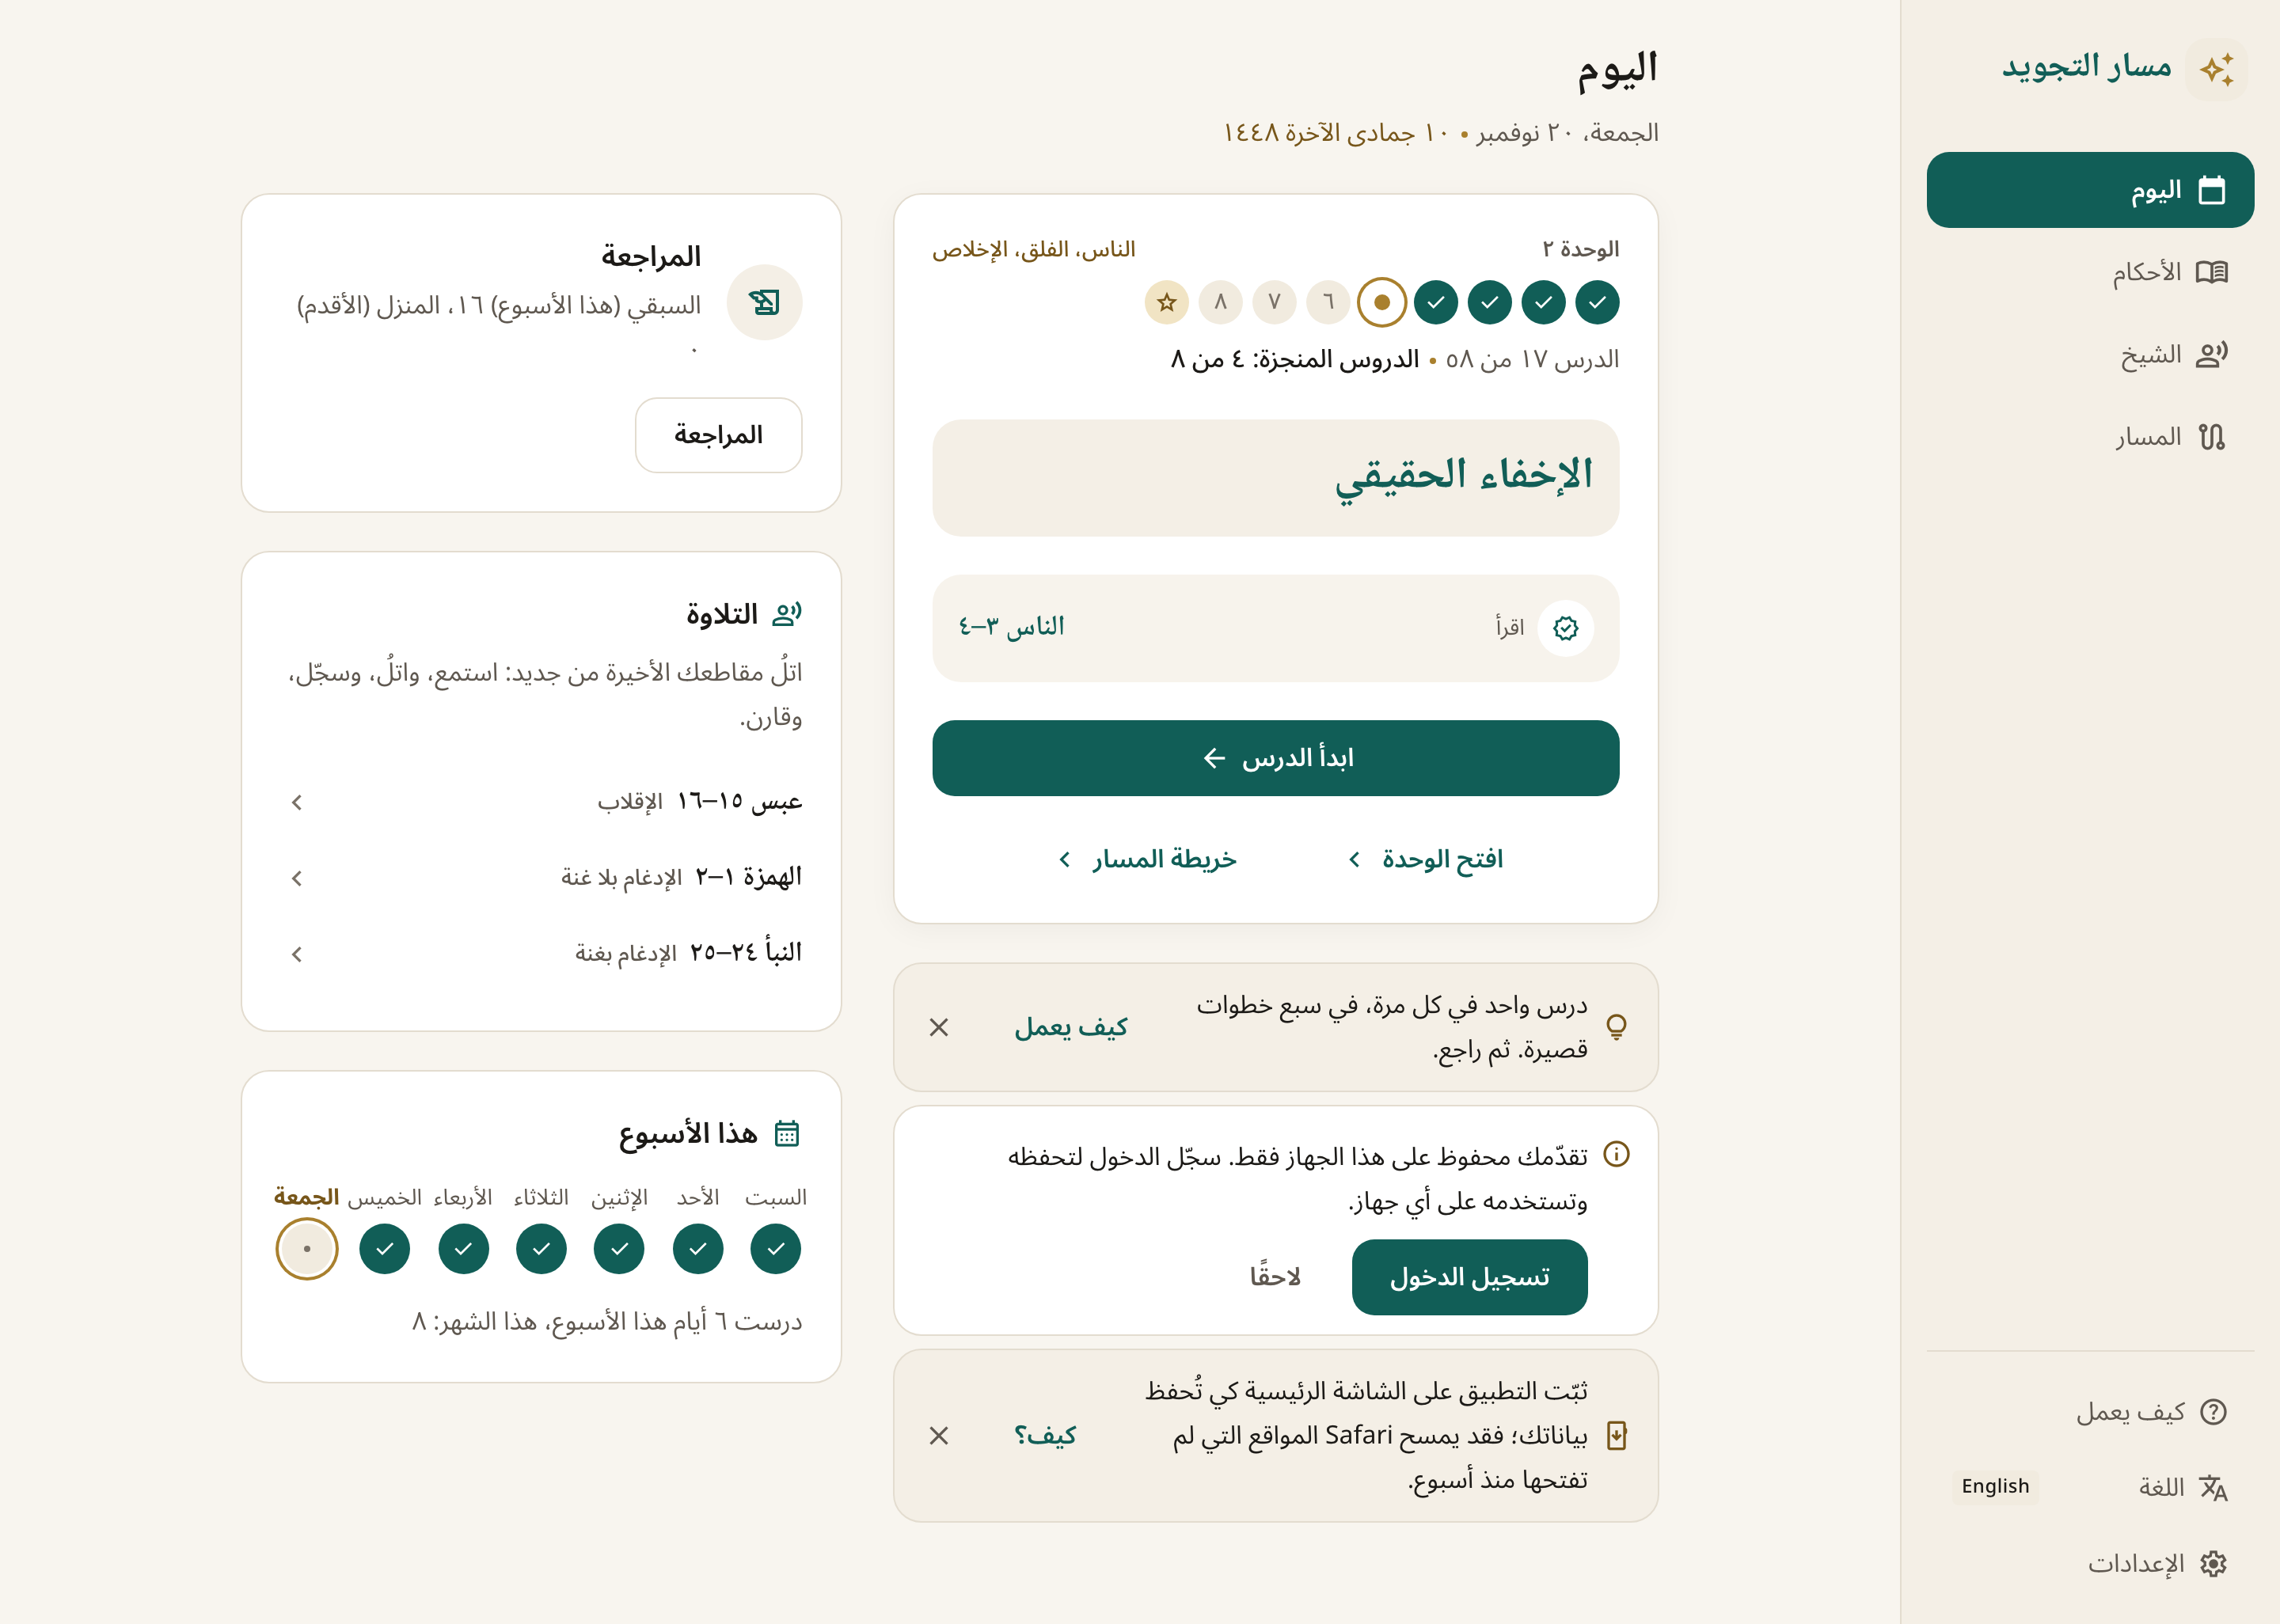 مسار التجويد
اليوم
الأحكام
الشيخ
المسار
كيف يعمل
اللغة English
الإعدادات
اليوم
الجمعة، ٢٠ نوفمبر • ١٠ جمادى الآخرة ١٤٤٨
الوحدة ٢ الناس، الفلق، الإخلاص
٦ ٧ ٨
الدرس ١٧ من ٥٨ • الدروس المنجزة: ٤ من ٨
الإخفاء الحقيقي
اقرأ الناس ٣–٤
ابدأ الدرس
افتح الوحدة خريطة المسار
درس واحد في كل مرة، في سبع خطوات
قصيرة. ثم راجع.
كيف يعمل
تقدّمك محفوظ على هذا الجهاز فقط. سجّل الدخول لتحفظه
وتستخدمه على أي جهاز.
تسجيل الدخول لاحقًا
ثبّت التطبيق على الشاشة الرئيسية كي تُحفظ
بياناتك؛ فقد يمسح Safari المواقع التي لم
تفتحها منذ أسبوع.
كيف؟
المراجعة
السبقي (هذا الأسبوع) ١٦، المنزل (الأقدم)
٠
المراجعة
التلاوة
اتلُ مقاطعك الأخيرة من جديد: استمع، واتلُ، وسجّل،
وقارن.
عبس ١٥–١٦ الإقلاب
الهمزة ١–٢ الإدغام بلا غنة
النبأ ٢٤–٢٥ الإدغام بغنة
هذا الأسبوع
السبت الأحد الإثنين الثلاثاء الأربعاء الخميس الجمعة
درست ٦ أيام هذا الأسبوع، هذا الشهر: ٨